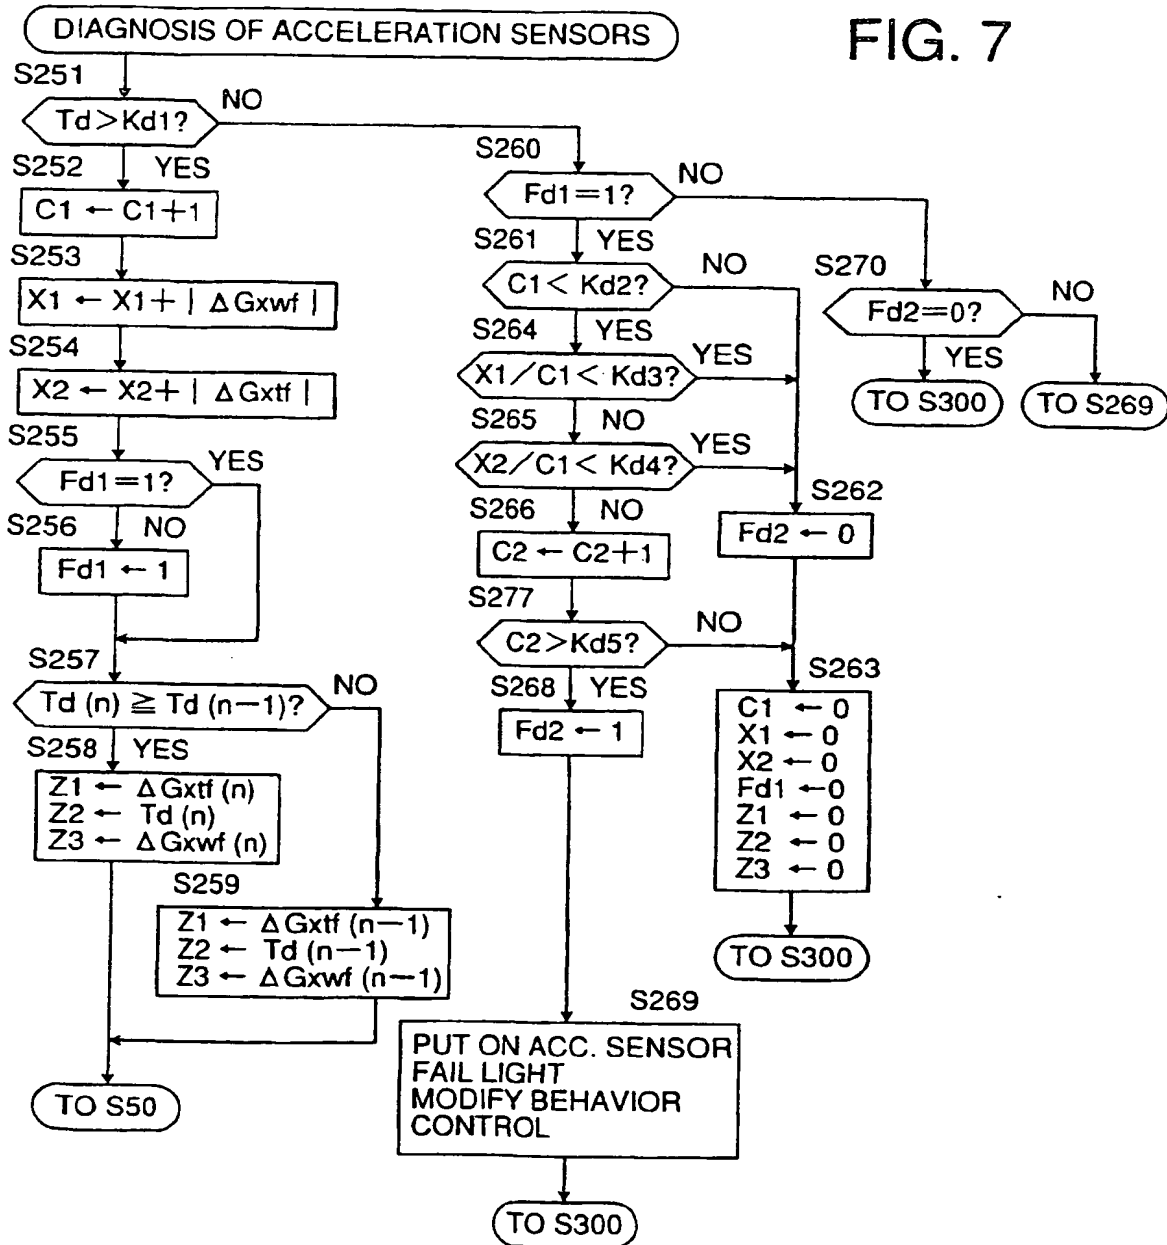 DIAGNOSIS OF ACCELERATION SENSORS
FIG. 7
S251
Td>Kd1?
NO
YES
S252
C1 ← C1+1
S253
X1 ← X1+ | ΔGxwf |
S254
X2 ← X2+ | ΔGxtf |
S255
Fd1=1?
YES
S256
NO
Fd1 ← 1
S257
Td (n) ≧ Td (n−1)?
NO
S258
YES
Z1 ← ΔGxtf (n)
Z2 ← Td (n)
Z3 ← ΔGxwf (n)
S259
Z1 ← ΔGxtf (n−1)
Z2 ← Td (n−1)
Z3 ← ΔGxwf (n−1)
TO S50
S260
Fd1=1?
NO
S261
YES
C1< Kd2?
NO
S264
YES
X1/C1< Kd3?
YES
S265
NO
X2/C1< Kd4?
YES
S266
NO
C2 ← C2+1
S277
C2>Kd5?
NO
S268
YES
Fd2 ← 1
S270
Fd2=0?
NO
YES
TO S300
TO S269
S262
Fd2 ← 0
S263
C1 ←0
X1 ←0
X2 ←0
Fd1 ←0
Z1 ←0
Z2 ←0
Z3 ←0
TO S300
S269
PUT ON ACC. SENSOR
FAIL LIGHT
MODIFY BEHAVIOR
CONTROL
TO S300